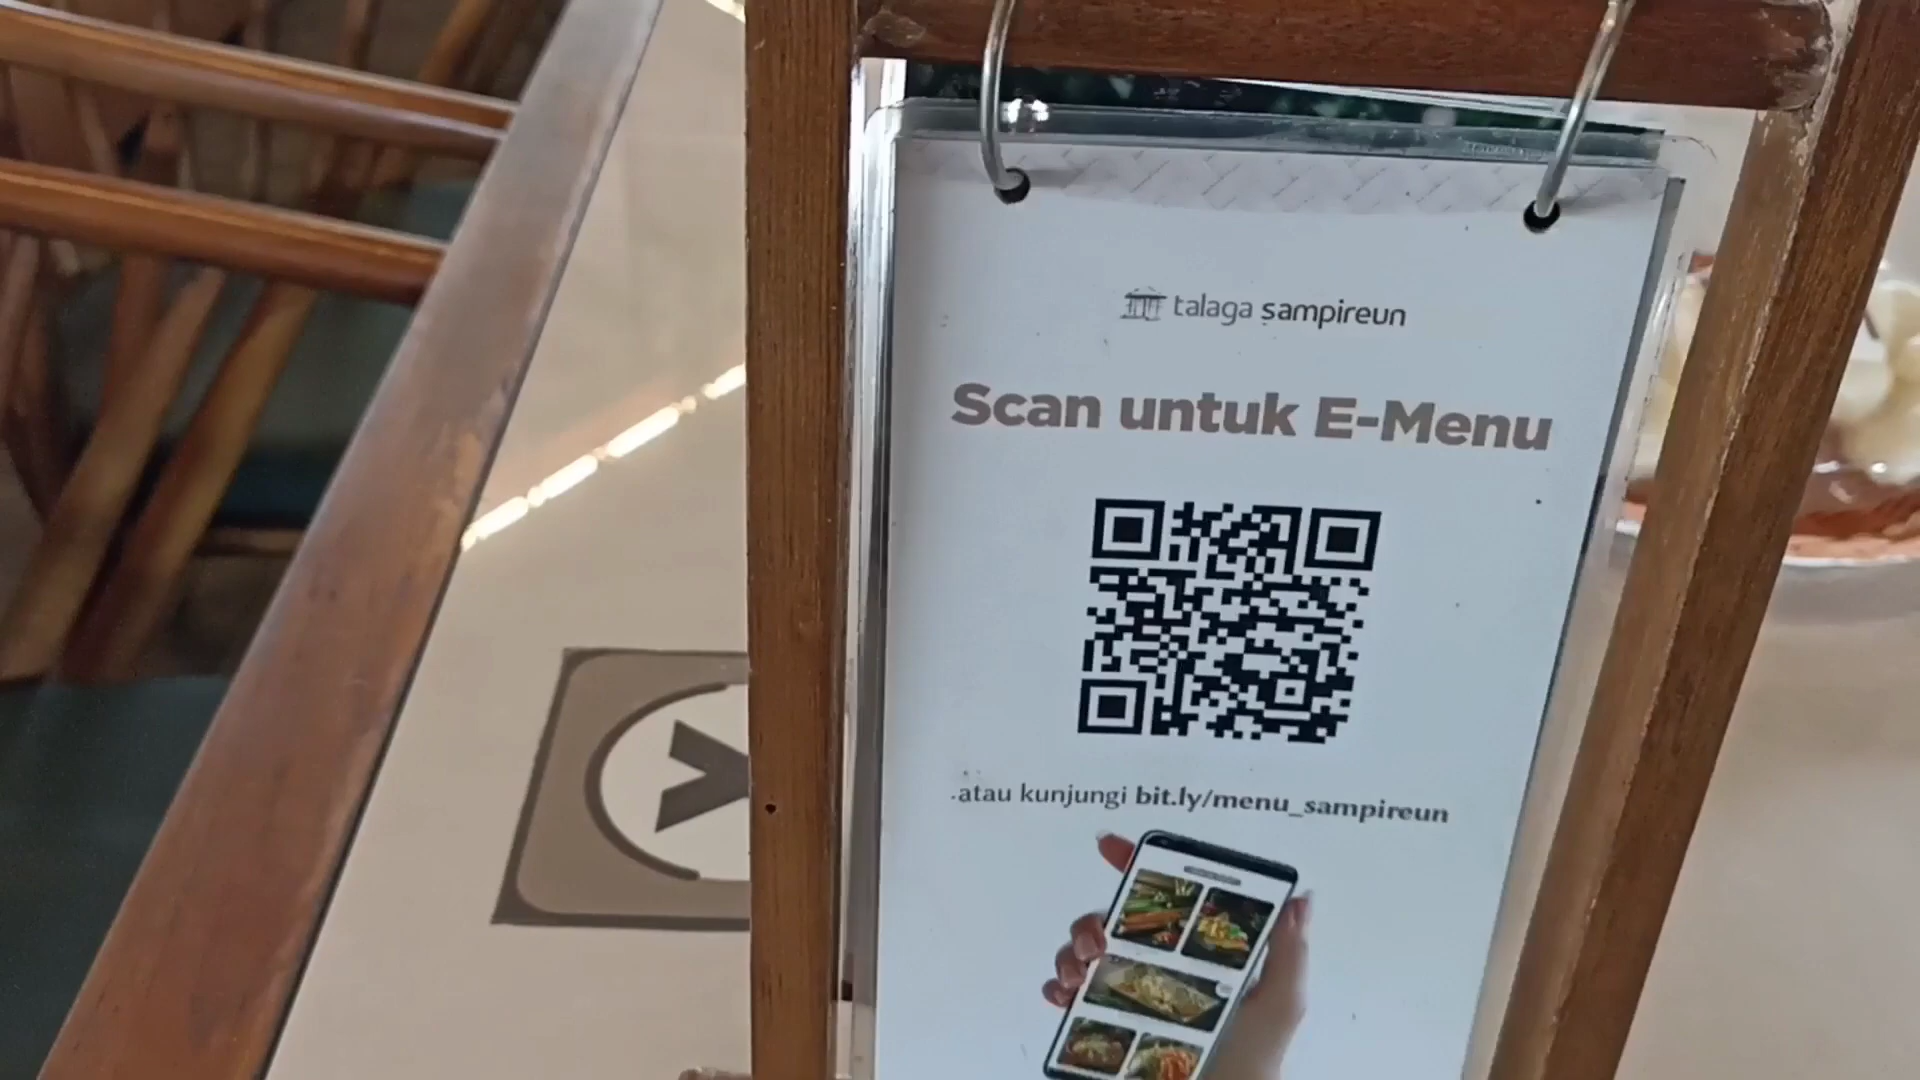 talaga sampireun
Scan untuk E-Menu
atau kunjungi bit.ly/menu_sampireun